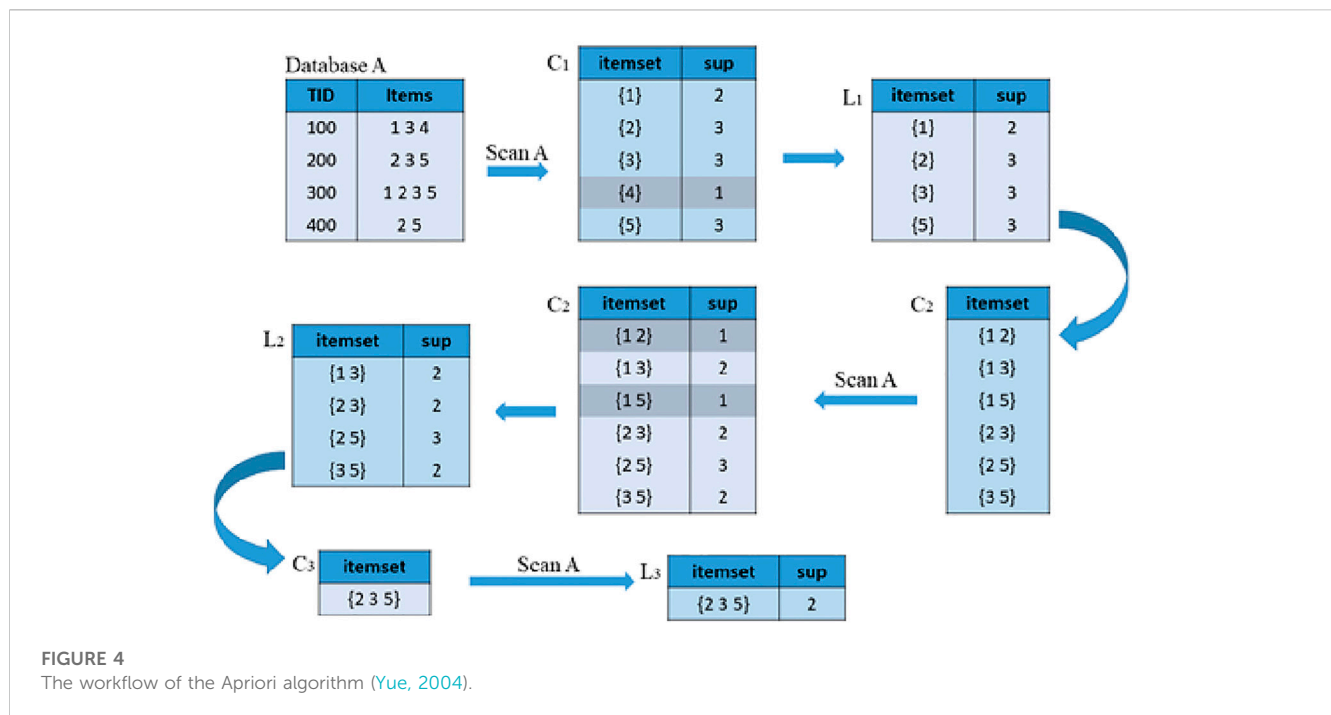 Database A
TID Items
100 1 3 4
200 2 3 5
300 1 2 3 5
400 2 5
Scan A
C1
itemset sup
{1} 2
{2} 3
{3} 3
{4} 1
{5} 3
L1
itemset sup
{1} 2
{2} 3
{3} 3
{5} 3
C2
itemset
{1 2}
{1 3}
{1 5}
{2 3}
{2 5}
{3 5}
Scan A
C2
itemset sup
{1 2} 1
{1 3} 2
{1 5} 1
{2 3} 2
{2 5} 3
{3 5} 2
L2
itemset sup
{1 3} 2
{2 3} 2
{2 5} 3
{3 5} 2
C3
itemset
{2 3 5}
Scan A
L3
itemset sup
{2 3 5} 2
FIGURE 4
The workflow of the Apriori algorithm (Yue, 2004).